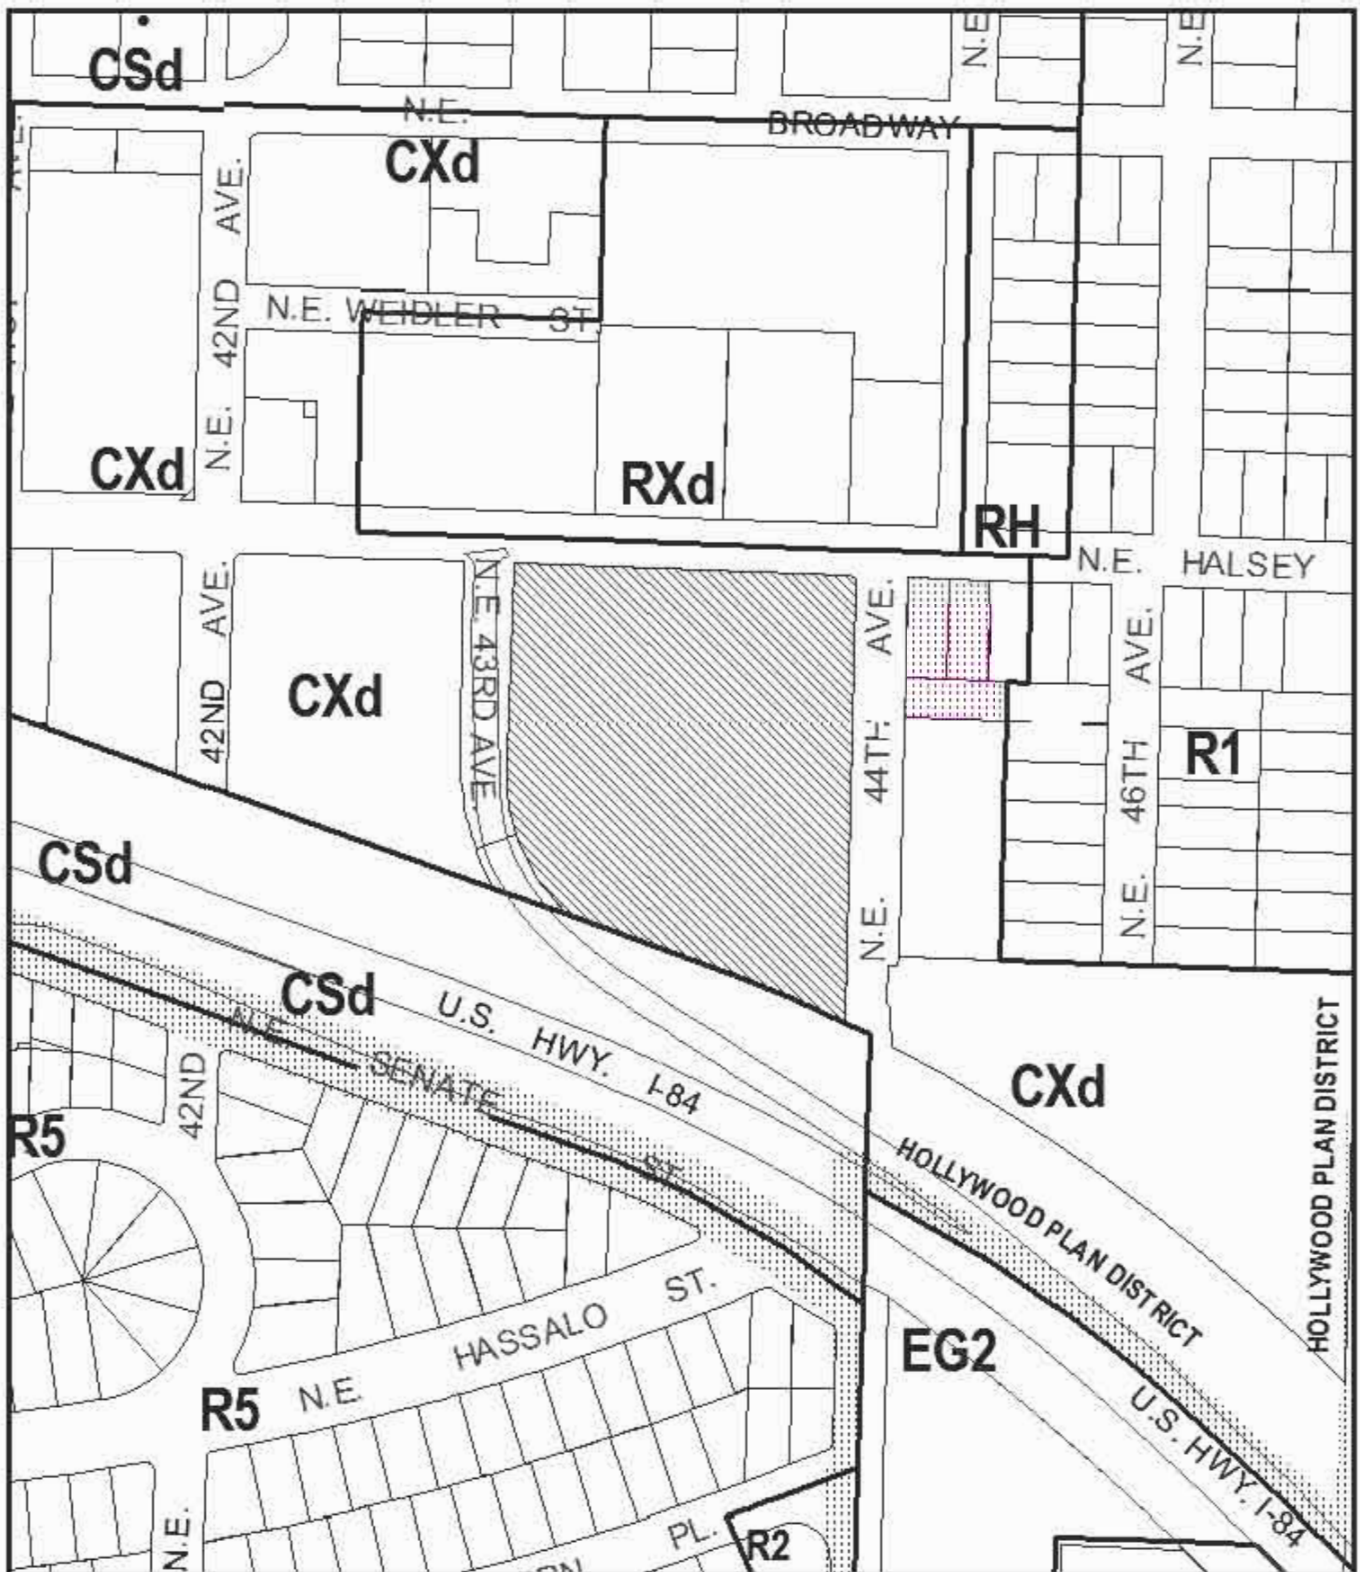 N.E
N.E
CSd
N.E.
BROADWAY
AVE.
CXd
N.E. 42ND AVE.
N.E. WEIDLER ST
CXd
RXd
RH
N.E. HALSEY
42ND AVE.
N.E. 43RD AVE
CXd
N.E. 44TH AVE.
N.E. 46TH AVE.
R1
CSd
CSd
U.S. HWY. I-84
N.E. SENATE ST.
42ND
R5
CXd
HOLLYWOOD PLAN DISTRICT
HOLLYWOOD PLAN DISTRICT
EG2
N.E. HASSALO ST.
R5
U.S. HWY. I-84
N.E.
PL.
R2